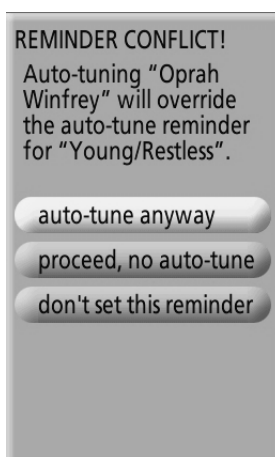 REMINDER CONFLICT!
Auto-tuning “Oprah
Winfrey” will override
the auto-tune reminder
for “Young/Restless”.
auto-tune anyway
proceed, no auto-tune
don't set this reminder